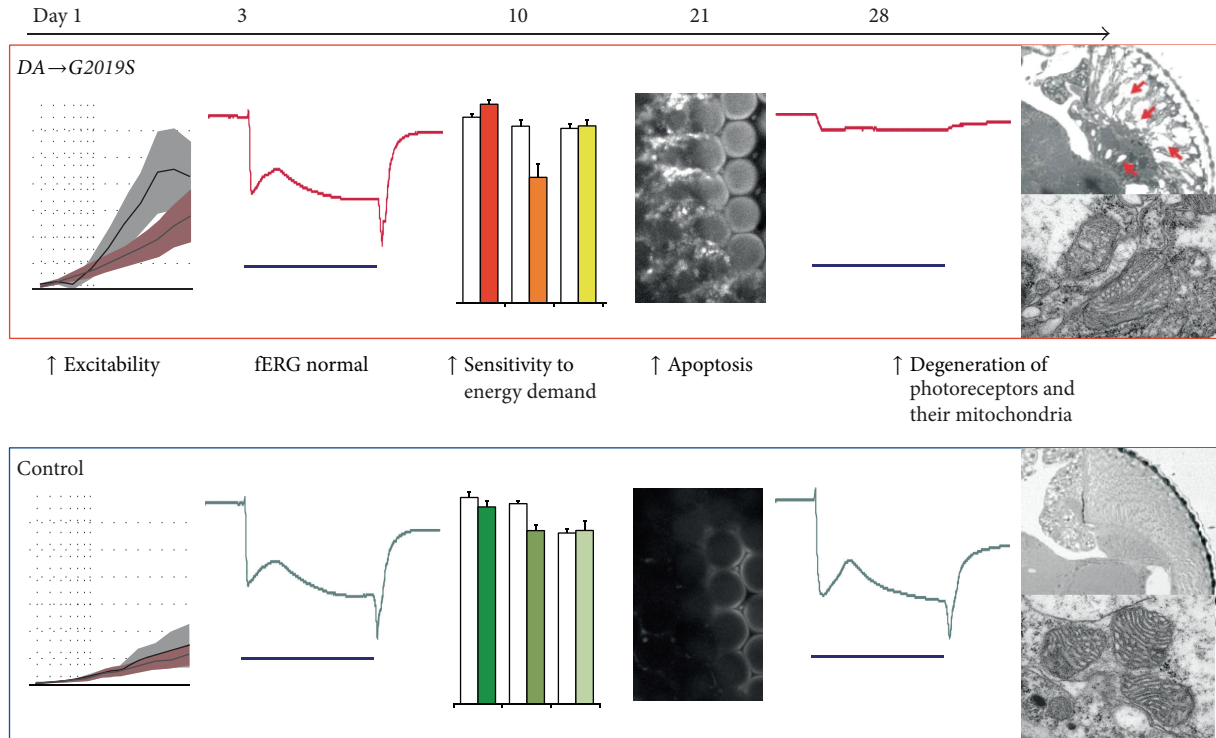 Day 1 3 10 21 28
DA→G2019S
↑ Excitability fERG normal ↑ Sensitivity to ↑ Apoptosis ↑ Degeneration of
energy demand photoreceptors and
their mitochondria
Control